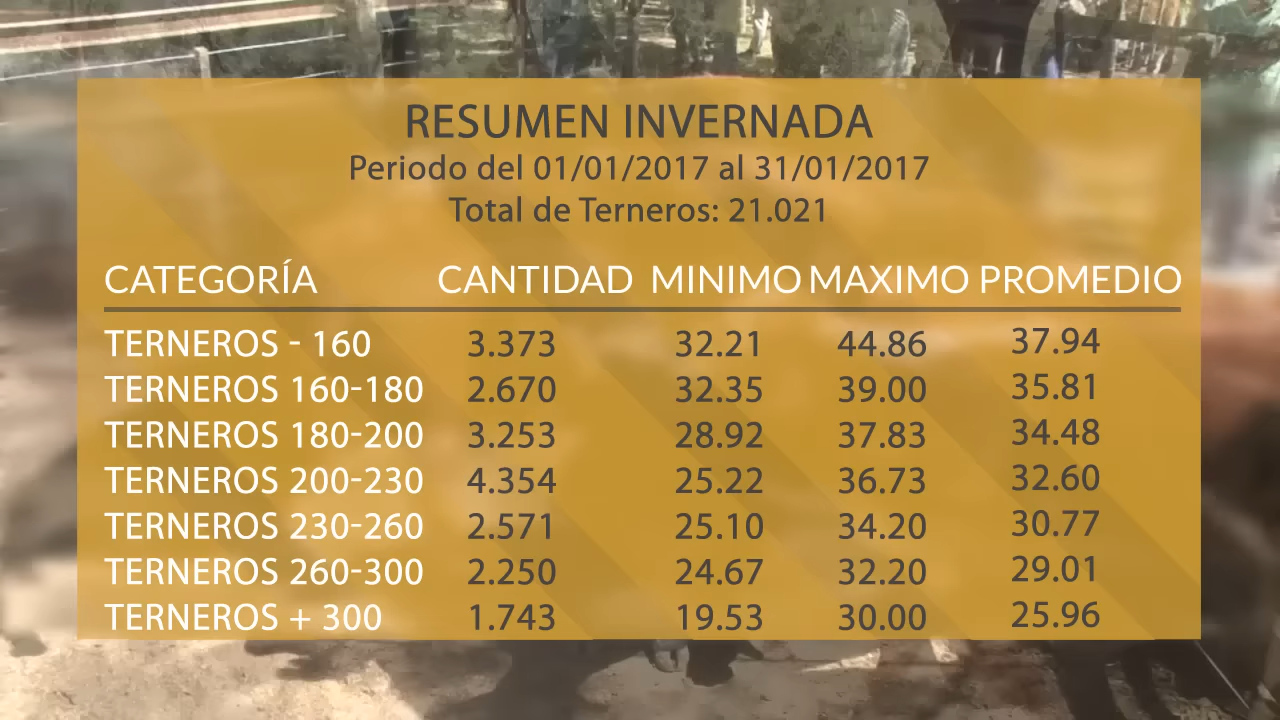 RESUMEN INVERNADA
Periodo del 01/01/2017 al 31/01/2017
Total de Terneros: 21.021
CATEGORÍA CANTIDAD MINIMO MAXIMO PROMEDIO
TERNEROS - 160 3.373 32.21 44.86 37.94
TERNEROS 160-180 2.670 32.35 39.00 35.81
TERNEROS 180-200 3.253 28.92 37.83 34.48
TERNEROS 200-230 4.354 25.22 36.73 32.60
TERNEROS 230-260 2.571 25.10 34.20 30.77
TERNEROS 260-300 2.250 24.67 32.20 29.01
TERNEROS + 300 1.743 19.53 30.00 25.96